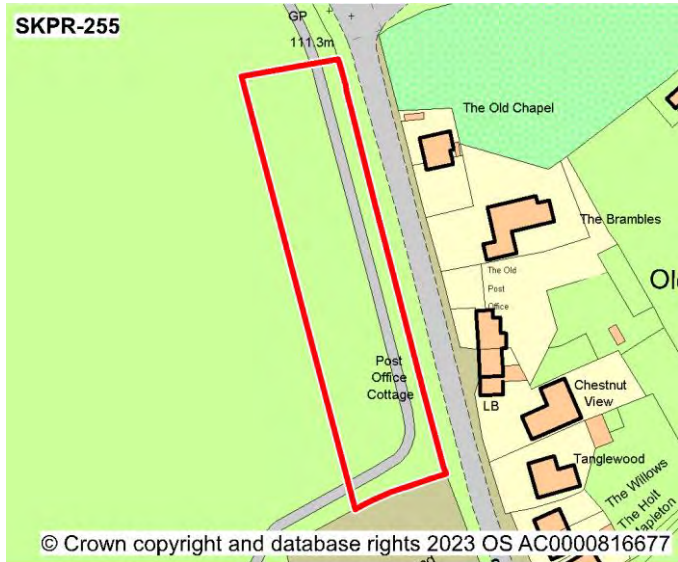 SKPR-255
GP
111.3m
The Old Chapel
The Brambles
The Old
Post
Office
Post
Office
Cottage
LB
Chestnut
View
Tanglewood
The Willows
The Holt
Mapleton
© Crown copyright and database rights 2023 OS AC0000816677